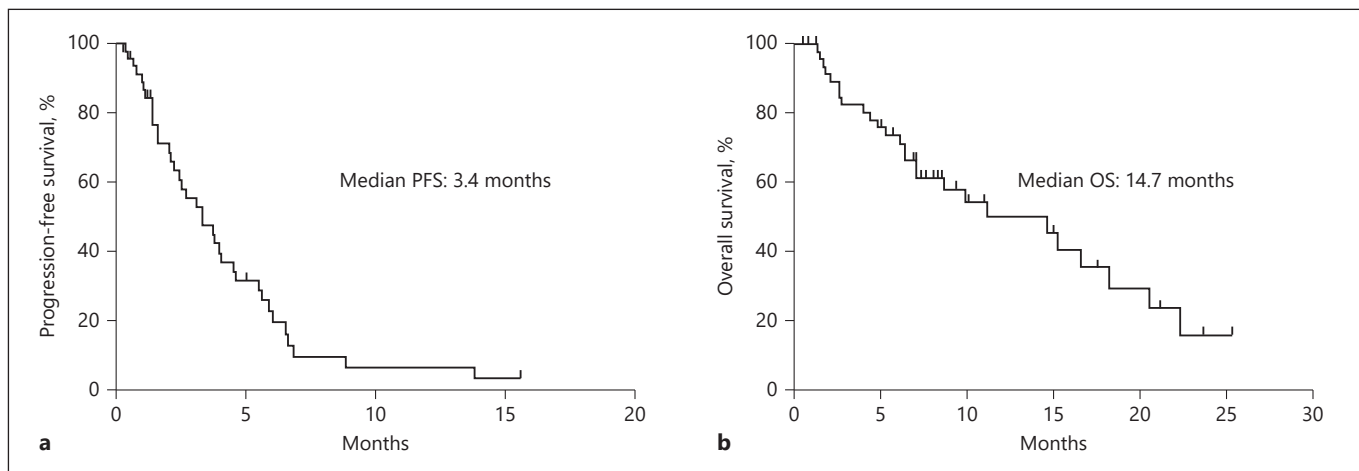 100
80
60
40
20
0
Progression-free survival, %
Median PFS: 3.4 months
0 5 10 15 20
Months
a
100
80
60
40
20
0
Overall survival, %
Median OS: 14.7 months
0 5 10 15 20 25 30
Months
b